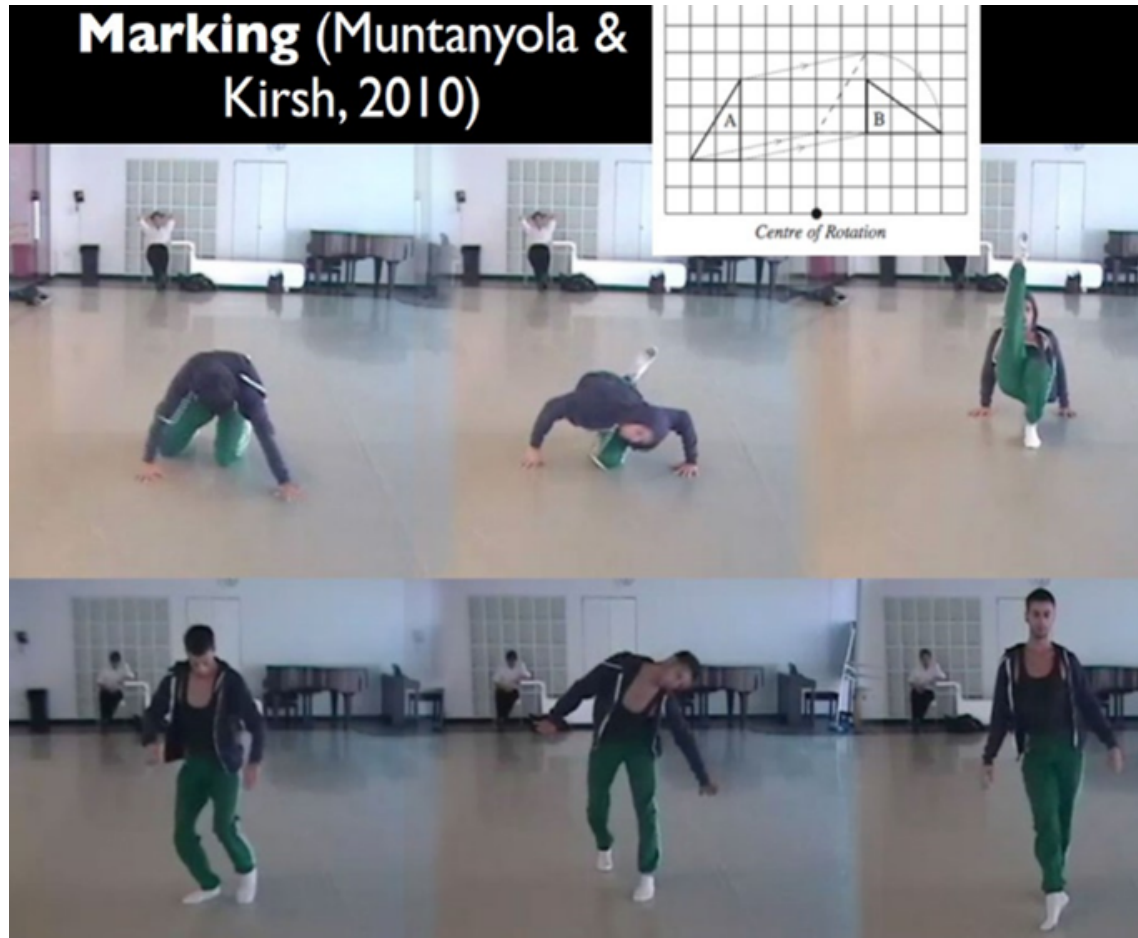 Marking (Muntanyola &
Kirsh, 2010)
A
B
Centre of Rotation